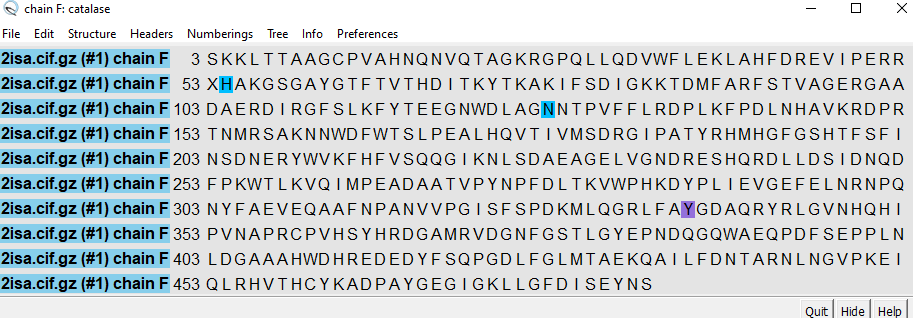 chain F: catalase
File Edit Structure Headers Numberings Tree Info Preferences
2isa.cif.gz (#1) chain F 3 SKKLTTAAGCPVAHNQNVQTAGKRGPQLLQDVWFLEKLAHFDREVIPERR
2isa.cif.gz (#1) chain F 53 XHAKGSGAYGTFTVTHDITKYTKAKIFSDIGKKTDMFARFSTVAGERGAA
2isa.cif.gz (#1) chain F 103 DAERDIRGFSLKFYTEEGNWDLAGNNTPVFFLRDPLKFPDLNHAVKRDPR
2isa.cif.gz (#1) chain F 153 TNMRSAKNNWDFWTSLPEALHQVTIVMSDRGIPATYRHMHGFGSHTFSFI
2isa.cif.gz (#1) chain F 203 NSDNERYWVKFHFVSQQGIKNLSDAEAGELVGNDRESHQRDLLDSIDNQD
2isa.cif.gz (#1) chain F 253 FPKWTLKVQIMPEADAATVPYNPFDLTKVWPHKDYPLIEVGEFELNRNPQ
2isa.cif.gz (#1) chain F 303 NYFAEVEQAAFNPANVVPGISFSPDKMLQGRLFAYGDAQRYRLGVNHQHI
2isa.cif.gz (#1) chain F 353 PVNAPRCPVHSYHRDGAMRVDGNFGSTLGYEPNDQGQWAEQPDFSEPPLN
2isa.cif.gz (#1) chain F 403 LDGAAAHWDHREDEDYFSQPGDLFGLMTAEKQAILFDNTARNLNGVPKEI
2isa.cif.gz (#1) chain F 453 QLRHVTHCYKADPAYGEGIGKLLGFDISEYNS
Quit Hide Help